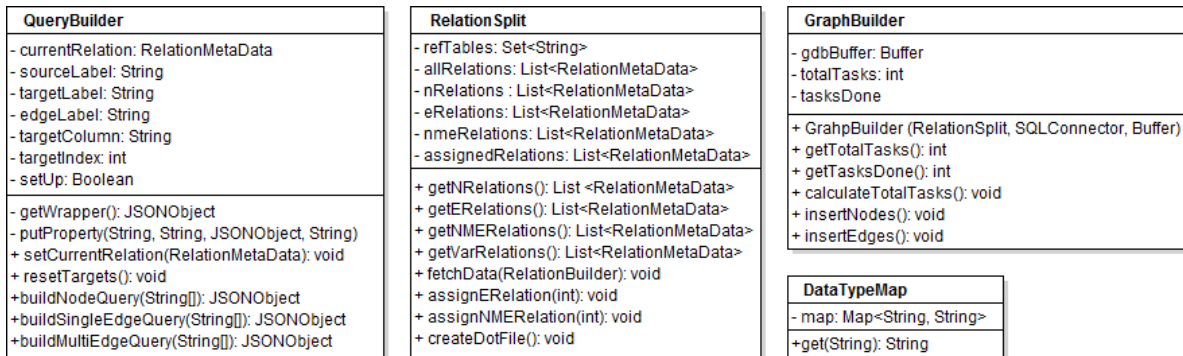 QueryBuilder
- currentRelation: RelationMetaData
- sourceLabel: String
- targetLabel: String
- edgeLabel: String
- targetColumn: String
- targetIndex: int
- setUp: Boolean
- getWrapper(): JSONObject
- putProperty(String, String, JSONObject, String)
+ setCurrentRelation(RelationMetaData): void
+ resetTargets(): void
+buildNodeQuery(String[]): JSONObject
+buildSingleEdgeQuery(String[]): JSONObject
+buildMultiEdgeQuery(String[]): JSONObject
RelationSplit
- refTables: Set<String>
- allRelations: List<RelationMetaData>
- nRelations : List<RelationMetaData>
- eRelations: List<RelationMetaData>
- nmeRelations: List<RelationMetaData>
- assignedRelations: List<RelationMetaData>
+ getNRelations(): List <RelationMetaData>
+ getERelations(): List<RelationMetaData>
+ getNMERelations(): List<RelationMetaData>
+ getVarRelations(): List<RelationMetaData>
+ fetchData(RelationBuilder): void
+ assignERelation(int): void
+ assignNMERelation(int): void
+ createDotFile(): void
GraphBuilder
- gdbBuffer: Buffer
- totalTasks: int
- tasksDone
+ GrahpBuilder (RelationSplit, SQLConnector, Buffer)
+ getTotalTasks(): int
+ getTasksDone(): int
+ calculateTotalTasks(): void
+ insertNodes(): void
+ insertEdges(): void
DataTypeMap
- map: Map<String, String>
+get(String): String